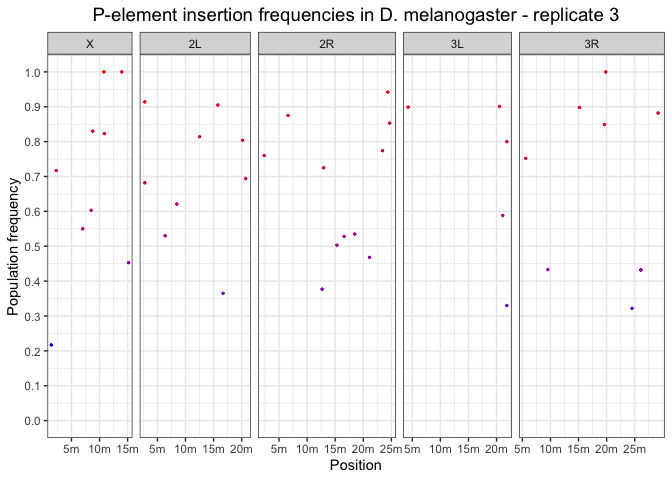 P-element insertion frequencies in D. melanogaster - replicate 3
X 2L 2R 3L 3R
1.0
0.9
0.8
0.7
0.6
0.5
0.4
0.3
0.2
0.1
0.0
Population frequency
5m 10m 15m 5m 10m 15m 20m 5m 10m 15m 20m 25m 5m 10m 15m 20m 5m 10m 15m 20m 25m
Position